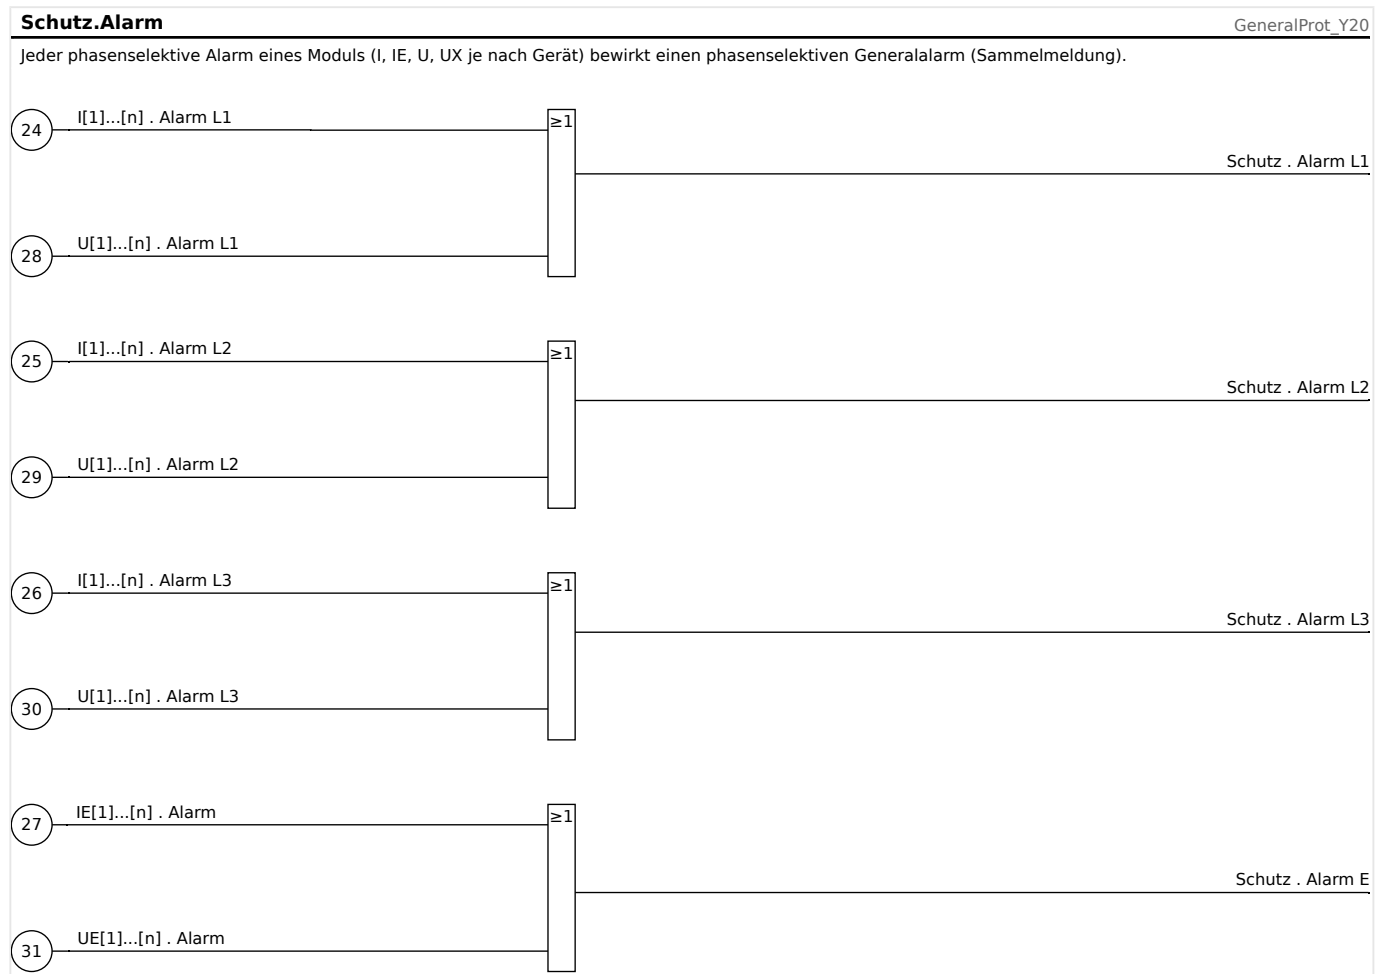 Schutz.Alarm
GeneralProt_Y20
Jeder phasenselektive Alarm eines Moduls (I, IE, U, UX je nach Gerät) bewirkt einen phasenselektiven Generalalarm (Sammelmeldung).
24
I[1]...[n] . Alarm L1
≥1
Schutz . Alarm L1
28
U[1]...[n] . Alarm L1
25
I[1]...[n] . Alarm L2
≥1
Schutz . Alarm L2
29
U[1]...[n] . Alarm L2
26
I[1]...[n] . Alarm L3
≥1
Schutz . Alarm L3
30
U[1]...[n] . Alarm L3
27
IE[1]...[n] . Alarm
≥1
Schutz . Alarm E
31
UE[1]...[n] . Alarm